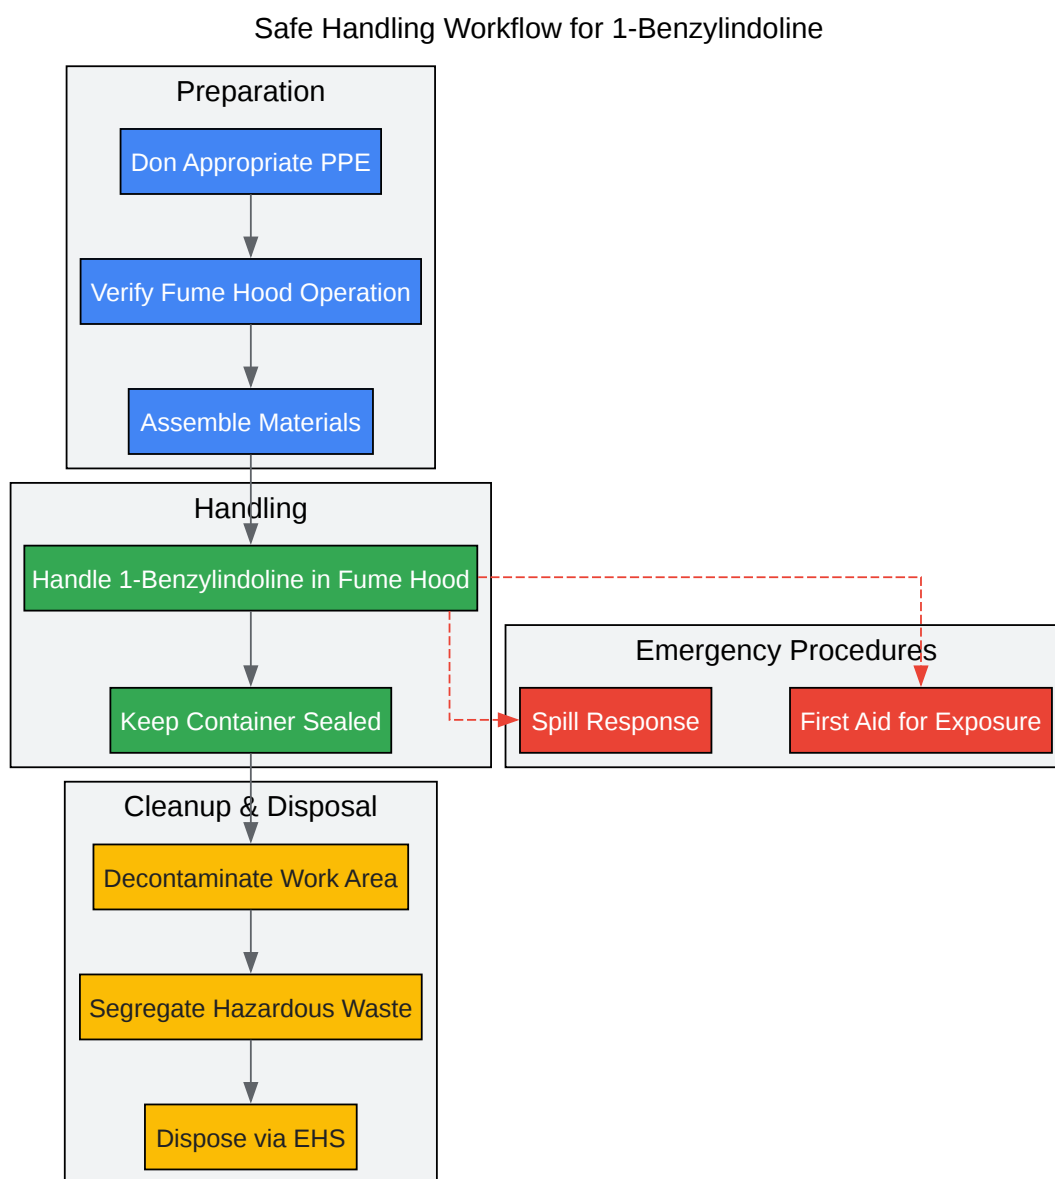 Safe Handling Workflow for 1-Benzylindoline
Preparation
Don Appropriate PPE
Verify Fume Hood Operation
Assemble Materials
Handling
Handle 1-Benzylindoline in Fume Hood
Keep Container Sealed
Emergency Procedures
Spill Response
First Aid for Exposure
Cleanup & Disposal
Decontaminate Work Area
Segregate Hazardous Waste
Dispose via EHS